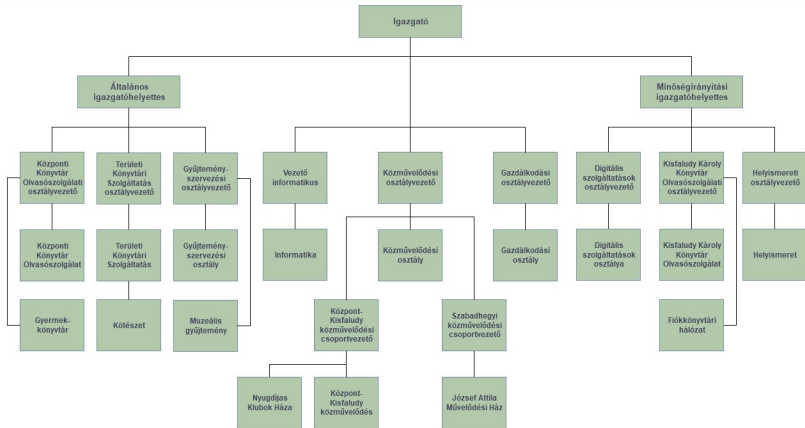 Igazgató
Általános
igazgatóhelyettes
Minőségirányítási
igazgatóhelyettes
Központi
Könyvtár
Olvasószolgálati
osztályvezető
Területi
Könyvtári
Szolgáltatás
osztályvezető
Gyűjtemény-
szervezési
osztályvezető
Vezető
informatikus
Közművelődési
osztályvezető
Gazdálkodási
osztályvezető
Digitális
szolgáltatások
osztályvezető
Kisfaludy Károly
Könyvtár
Olvasószolgálati
osztályvezető
Helyismereti
osztályvezető
Központi
Könyvtár
Olvasószolgálat
Területi
Könyvtári
Szolgáltatás
Gyűjtemény-
szervezési
osztály
Informatika
Közművelődési
osztály
Gazdálkodási
osztály
Digitális
szolgáltatások
osztálya
Kisfaludy Károly
Könyvtár
Olvasószolgálat
Helyismeret
Gyermek-
könyvtár
Kötészet
Muzeális
gyűjtemény
Központ-
Kisfaludy
közművelődési
csoportvezető
Szabadhegyi
közművelődési
csoportvezető
Fiókkönyvtári
hálózat
Nyugdíjas
Klubok Háza
Központ-
Kisfaludy
közművelődés
József Attila
Művelődési Ház